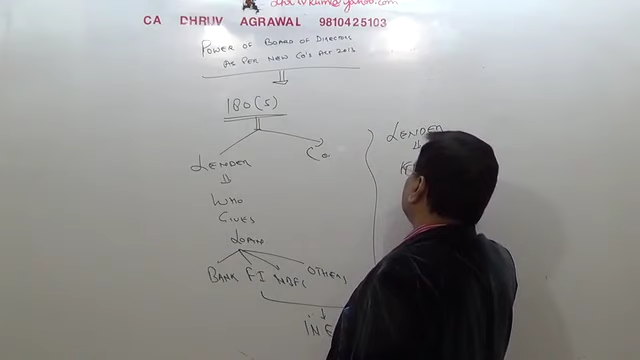 CA DHRUV AGRAWAL 9810425103
POWER OF BOARD OF DIRECTORS
AS PER NEW CO'S ACT 2013
180(5)
LENDER
Co
WHO
GIVES
LOAN
BANK FI NBFC OTHERS
LENDER